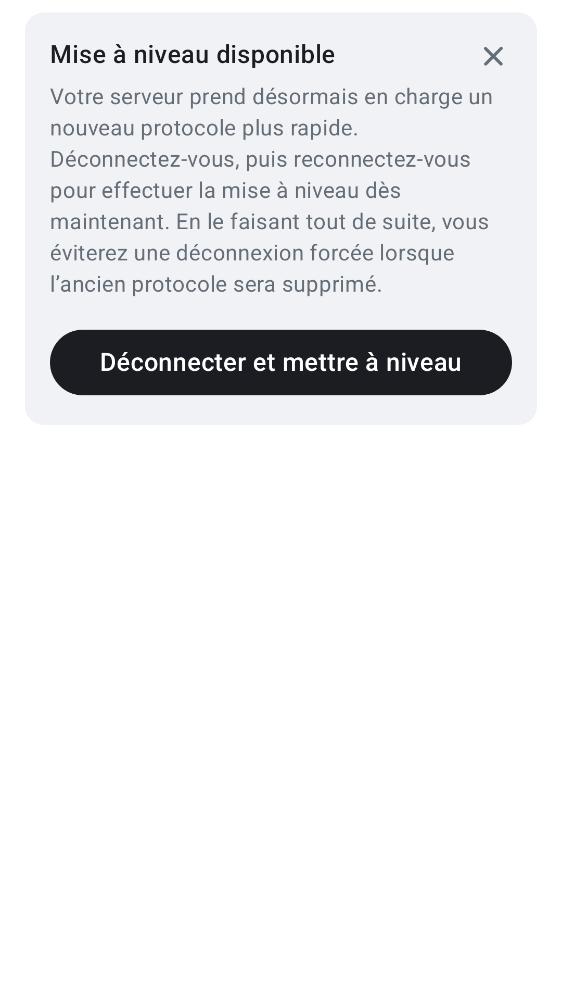 Mise à niveau disponible
Votre serveur prend désormais en charge un
nouveau protocole plus rapide.
Déconnectez-vous, puis reconnectez-vous
pour effectuer la mise à niveau dès
maintenant. En le faisant tout de suite, vous
éviterez une déconnexion forcée lorsque
l’ancien protocole sera supprimé.
Déconnecter et mettre à niveau